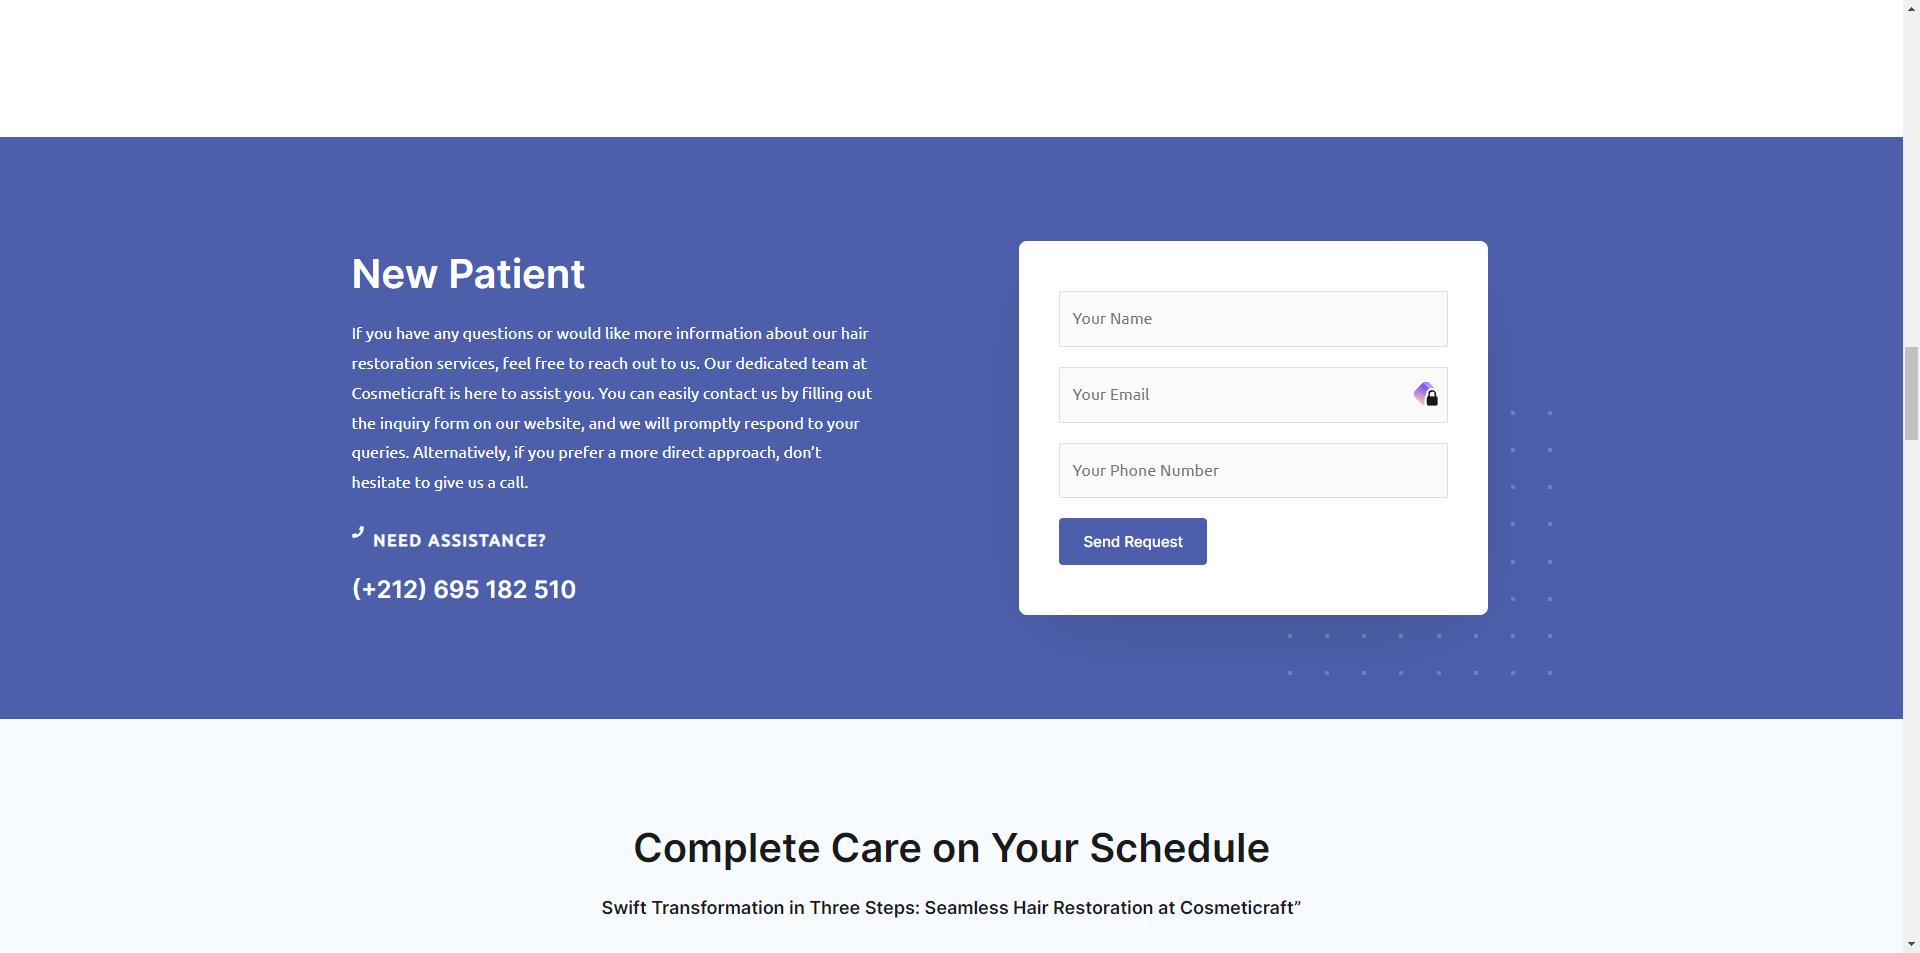 New Patient
If you have any questions or would like more information about our hair
restoration services, feel free to reach out to us. Our dedicated team at
Cosmeticraft is here to assist you. You can easily contact us by filling out
the inquiry form on our website, and we will promptly respond to your
queries. Alternatively, if you prefer a more direct approach, don’t
hesitate to give us a call.
NEED ASSISTANCE?
(+212) 695 182 510
Your Name
Your Email
Your Phone Number
Send Request
Complete Care on Your Schedule
Swift Transformation in Three Steps: Seamless Hair Restoration at Cosmeticraft”